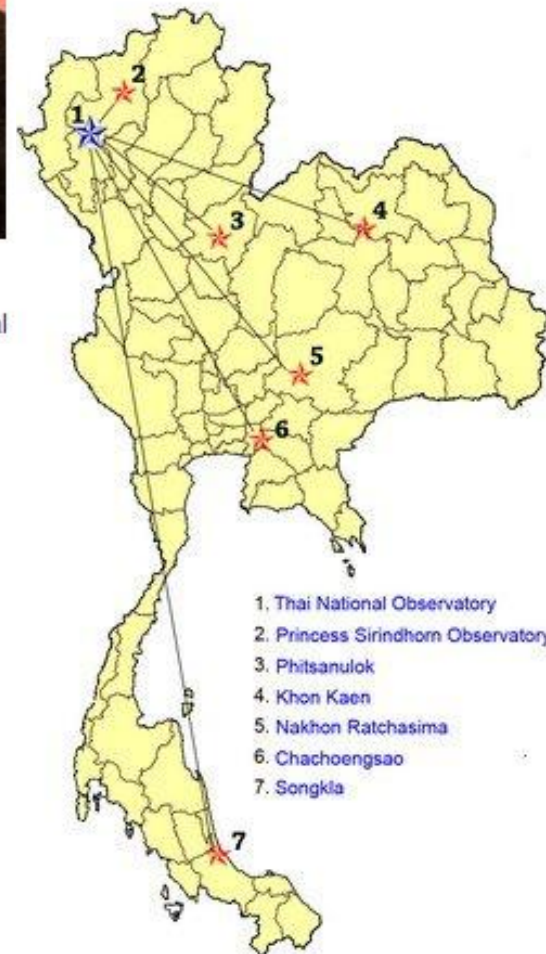 2
1
3
4
5
6
1. Thai National Observatory
2. Princess Sirindhorn Observatory
3. Phitsanulok
4. Khon Kaen
5. Nakhon Ratchasima
6. Chachoengsao
7. Songkla
7